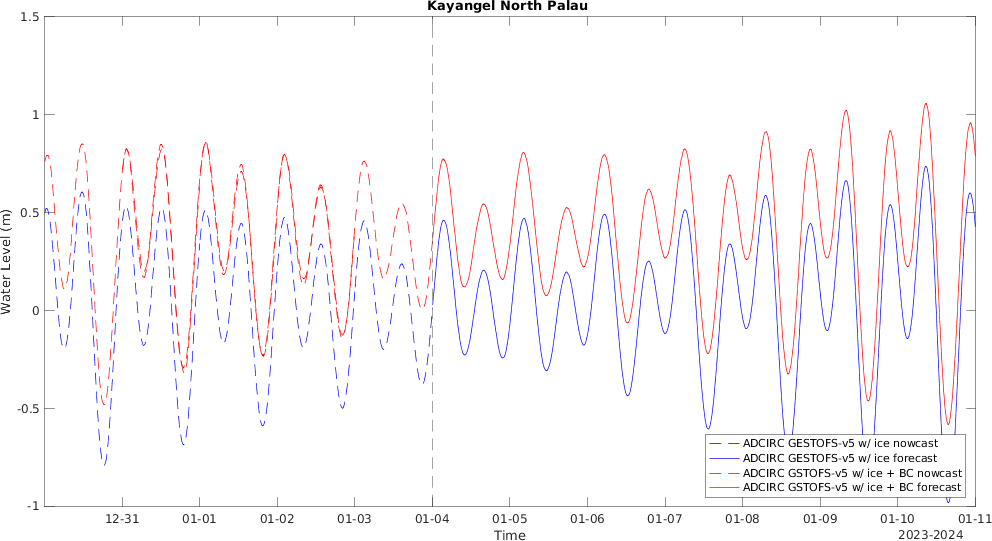 Kayangel North Palau
1.5
1
0.5
0
-0.5
-1
Water Level (m)
ADCIRC GESTOFS-v5 w/ ice nowcast
ADCIRC GESTOFS-v5 w/ ice forecast
ADCIRC GSTOFS-v5 w/ ice + BC nowcast
ADCIRC GSTOFS-v5 w/ ice + BC forecast
12-31 01-01 01-02 01-03 01-04 01-05 01-06 01-07 01-08 01-09 01-10 01-11
Time
2023-2024